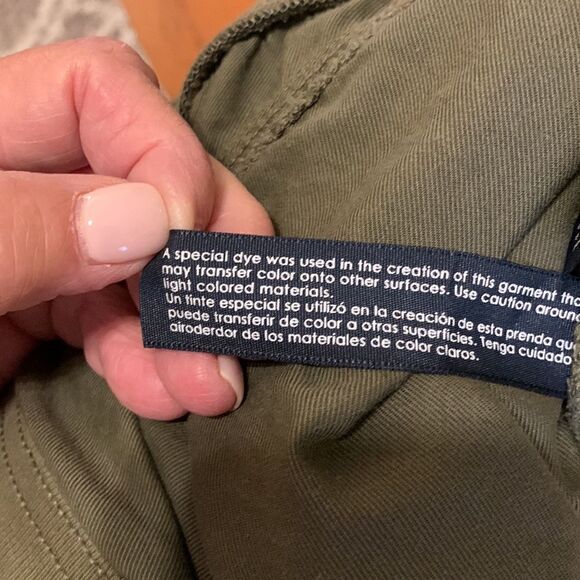 A special dye was used in the creation of this garment tha
may transfer color onto other surfaces. Use caution aroun
light colored materials.
Un tinte especial se utilizó en la creación de esta prenda que
puede transferir de color a otras superficies. Tenga cuidado
airoderdor de los materiales de color claros.